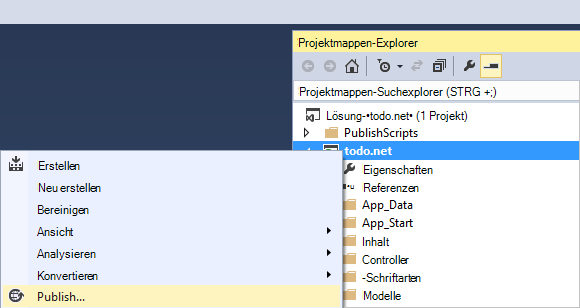 Projektmappen-Explorer
Projektmappen-Suchexplorer (STRG +;)
Lösung-•todo.net• (1 Projekt)
PublishScripts
todo.net
Eigenschaften
Referenzen
App_Data
App_Start
Inhalt
Controller
-Schriftarten
Modelle
Erstellen
Neu erstellen
Bereinigen
Ansicht
Analysieren
Konvertieren
Publish...